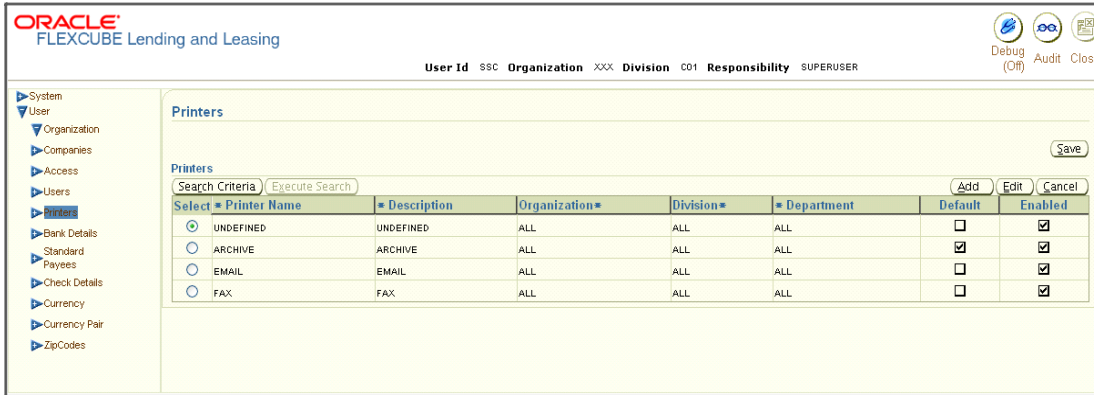 ORACLE
FLEXCUBE Lending and Leasing
Debug (Off)
Audit
Clos
User Id SSC Organization XXX Division C01 Responsibility SUPERUSER
System
User
Organization
Companies
Access
Users
Printers
Bank Details
Standard Payees
Check Details
Currency
Currency Pair
ZipCodes
Printers
Save
Printers
Search Criteria Execute Search Add Edit Cancel
Select * Printer Name * Description Organization* Division* * Department Default Enabled
UNDEFINED UNDEFINED ALL ALL ALL
ARCHIVE ARCHIVE ALL ALL ALL
EMAIL EMAIL ALL ALL ALL
FAX FAX ALL ALL ALL